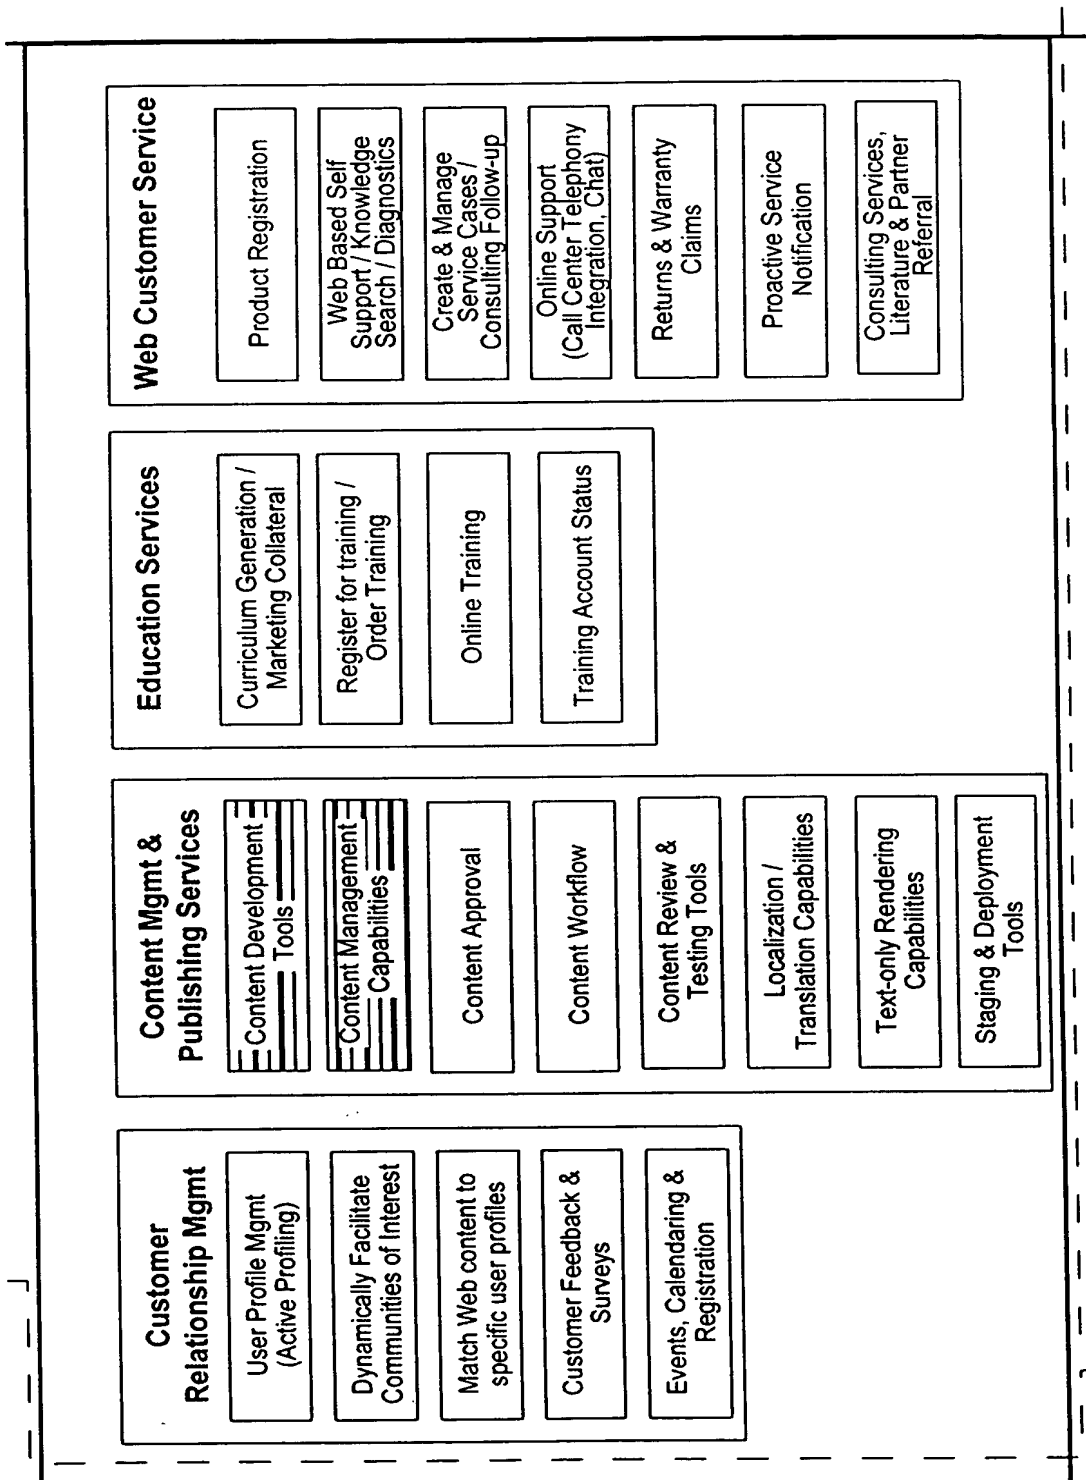 Customer
Relationship Mgmt
User Profile Mgmt
(Active Profiling)
Dynamically Facilitate
Communities of Interest
Match Web content to
specific user profiles
Customer Feedback &
Surveys
Events, Calendaring &
Registration
Content Mgmt &
Publishing Services
Content Development
Tools
Content Management
Capabilities
Content Approval
Content Workflow
Content Review &
Testing Tools
Localization /
Translation Capabilities
Text-only Rendering
Capabilities
Staging & Deployment
Tools
Education Services
Curriculum Generation /
Marketing Collateral
Register for training /
Order Training
Online Training
Training Account Status
Web Customer Service
Product Registration
Web Based Self
Support / Knowledge
Search / Diagnostics
Create & Manage
Service Cases /
Consulting Follow-up
Online Support
(Call Center Telephony
Integration, Chat)
Returns & Warranty
Claims
Proactive Service
Notification
Consulting Services,
Literature & Partner
Referral